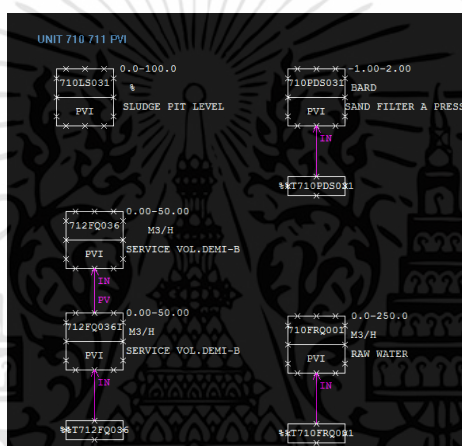 UNIT 710 711 PVI
0.0-100.0
710LS031
%
PVI
SLUDGE PIT LEVEL
-1.00-2.00
710PDS031
BARD
PVI
SAND FILTER A PRESS
IN
0.00-50.00
712FQ036
M3/H
PVI
SERVICE VOL.DEMI-B
IN
PV
0.00-50.00
712FQ036I
M3/H
PVI
SERVICE VOL.DEMI-B
IN
0.0-250.0
710FRQ001
M3/H
PVI
RAW WATER
IN